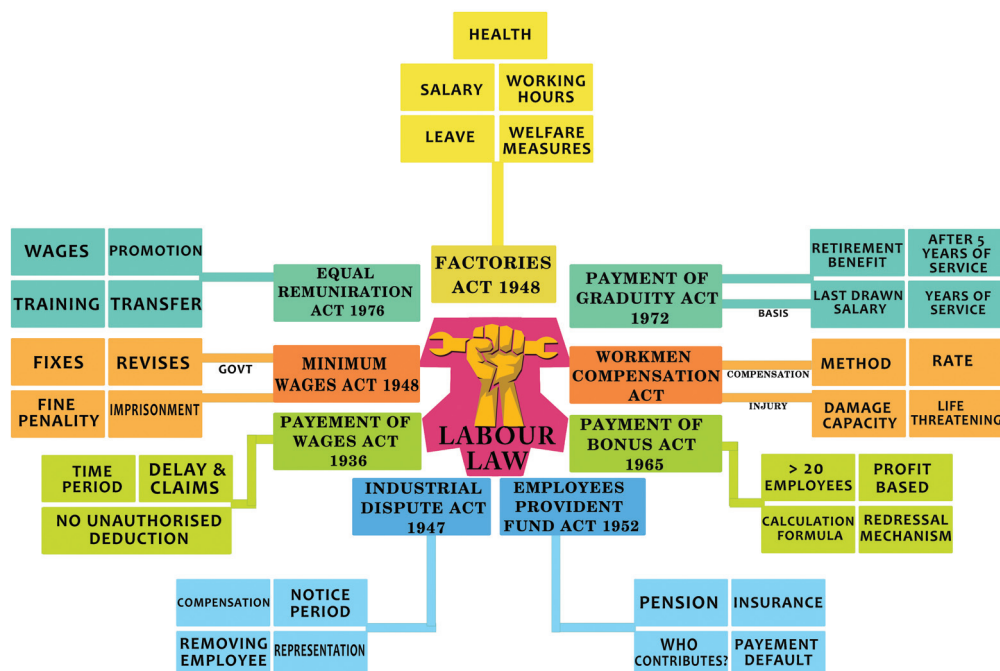 HEALTH
SALARY
WORKING
HOURS
LEAVE
WELFARE
MEASURES
FACTORIES
ACT 1948
WAGES
PROMOTION
TRAINING
TRANSFER
EQUAL
REMUNIRATION
ACT 1976
PAYMENT OF
GRADUITY ACT
1972
BASIS
RETIREMENT
BENEFIT
AFTER 5
YEARS OF
SERVICE
LAST DRAWN
SALARY
YEARS OF
SERVICE
FIXES
REVISES
FINE
PENALITY
IMPRISONMENT
GOVT
MINIMUM
WAGES ACT 1948
WORKMEN
COMPENSATION
ACT
COMPENSATION
INJURY
METHOD
RATE
DAMAGE
CAPACITY
LIFE
THREATENING
PAYEMENT OF
WAGES ACT
1936
LABOUR
LAW
PAYMENT OF
BONUS ACT
1965
TIME
PERIOD
DELAY &
CLAIMS
NO UNAUTHORISED
DEDUCTION
INDUSTRIAL
DISPUTE ACT
1947
EMPLOYEES
PROVIDENT
FUND ACT 1952
> 20
EMPLOYEES
PROFIT
BASED
CALCULATION
FORMULA
REDRESSAL
MECHANISM
COMPENSATION
NOTICE
PERIOD
REMOVING
EMPLOYEE
REPRESENTATION
PENSION
INSURANCE
WHO
CONTRIBUTES?
PAYEMENT
DEFAULT